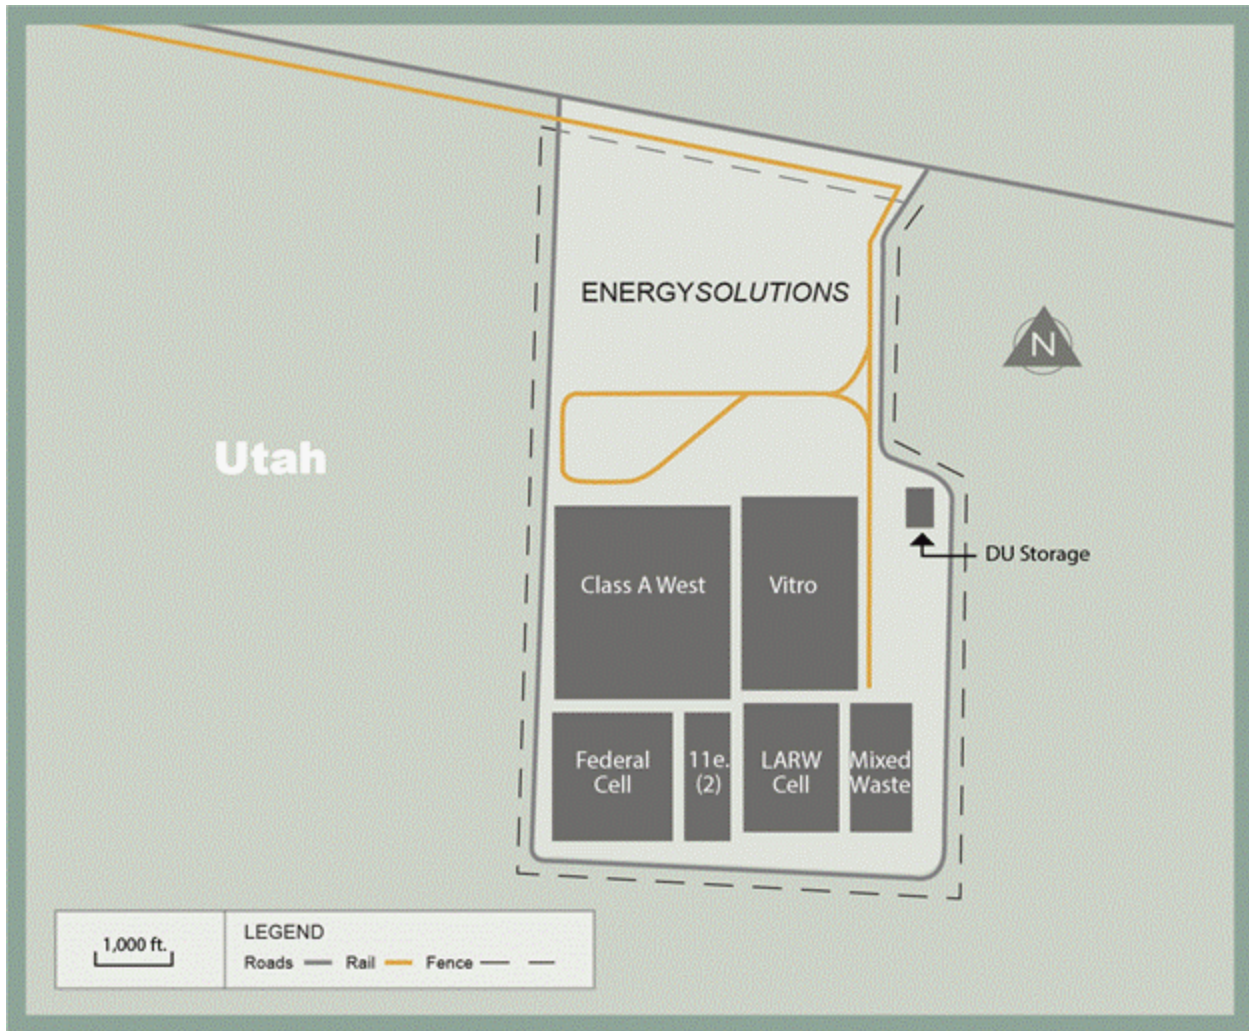 ENERGYSOLUTIONS
N
Utah
DU Storage
Class A West
Vitro
Federal
Cell
11e.
(2)
LARW
Cell
Mixed
Waste
1,000 ft.
LEGEND
Roads Rail Fence